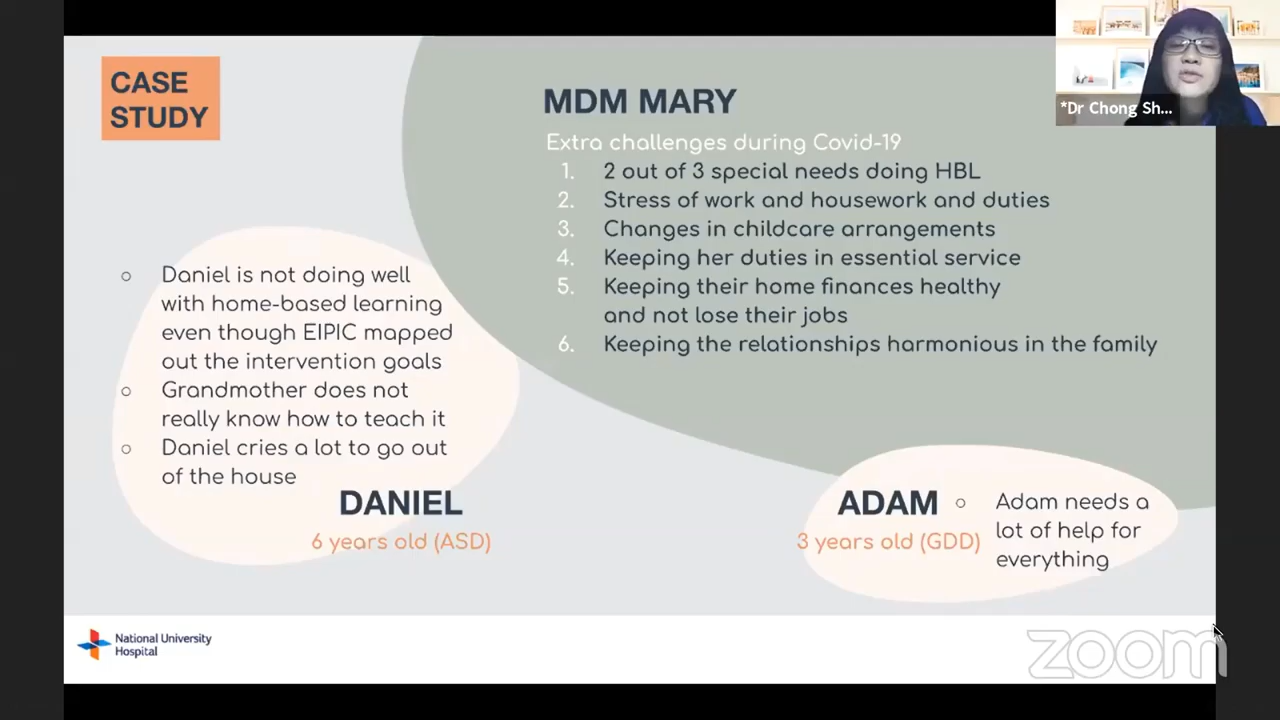 CASE
STUDY
MDM MARY
Extra challenges during Covid-19
1. 2 out of 3 special needs doing HBL
2. Stress of work and housework and duties
3. Changes in childcare arrangements
4. Keeping her duties in essential service
5. Keeping their home finances healthy
and not lose their jobs
6. Keeping the relationships harmonious in the family
○ Daniel is not doing well
with home-based learning
even though EIPIC mapped
out the intervention goals
○ Grandmother does not
really know how to teach it
○ Daniel cries a lot to go out
of the house
DANIEL
6 years old (ASD)
ADAM
3 years old (GDD)
○ Adam needs a
lot of help for
everything
*Dr Chong Sh...
National University
Hospital
zoom